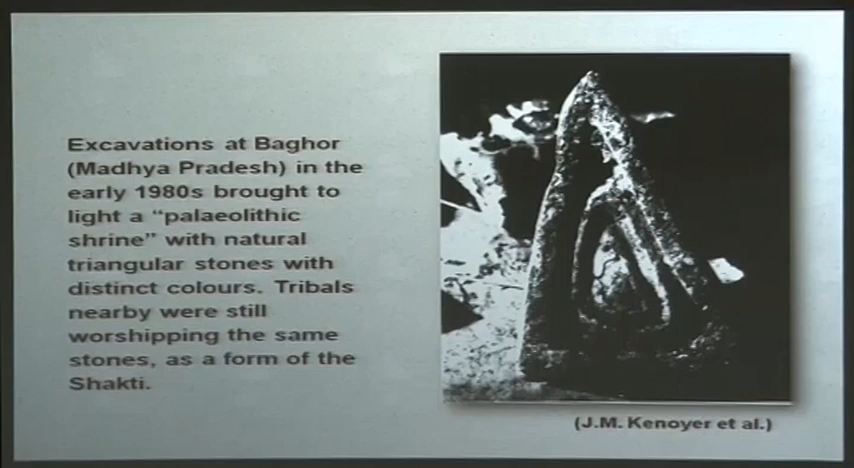 Excavations at Baghor
(Madhya Pradesh) in the
early 1980s brought to
light a “palaeolithic
shrine” with natural
triangular stones with
distinct colours. Tribals
nearby were still
worshipping the same
stones, as a form of the
Shakti.
(J.M. Kenoyer et al.)